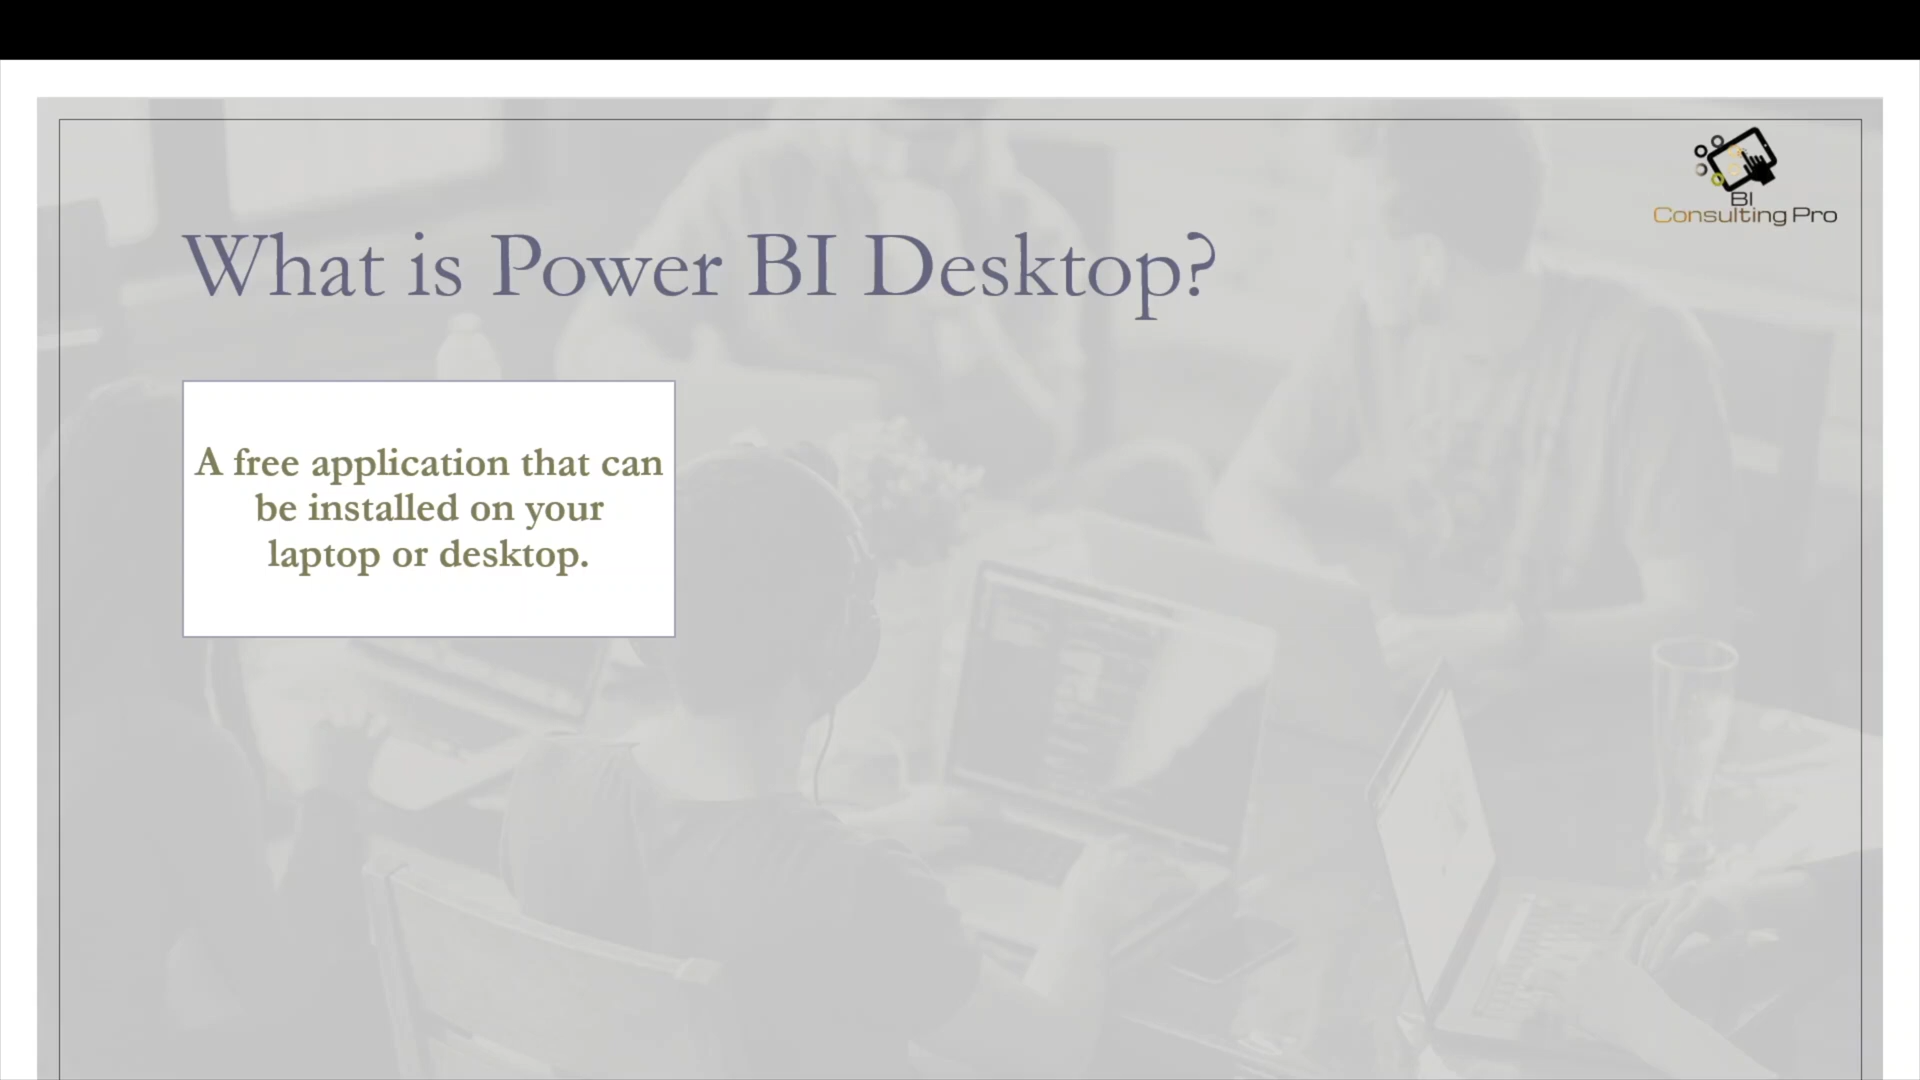 BI
Consulting Pro
What is Power BI Desktop?
A free application that can
be installed on your
laptop or desktop.